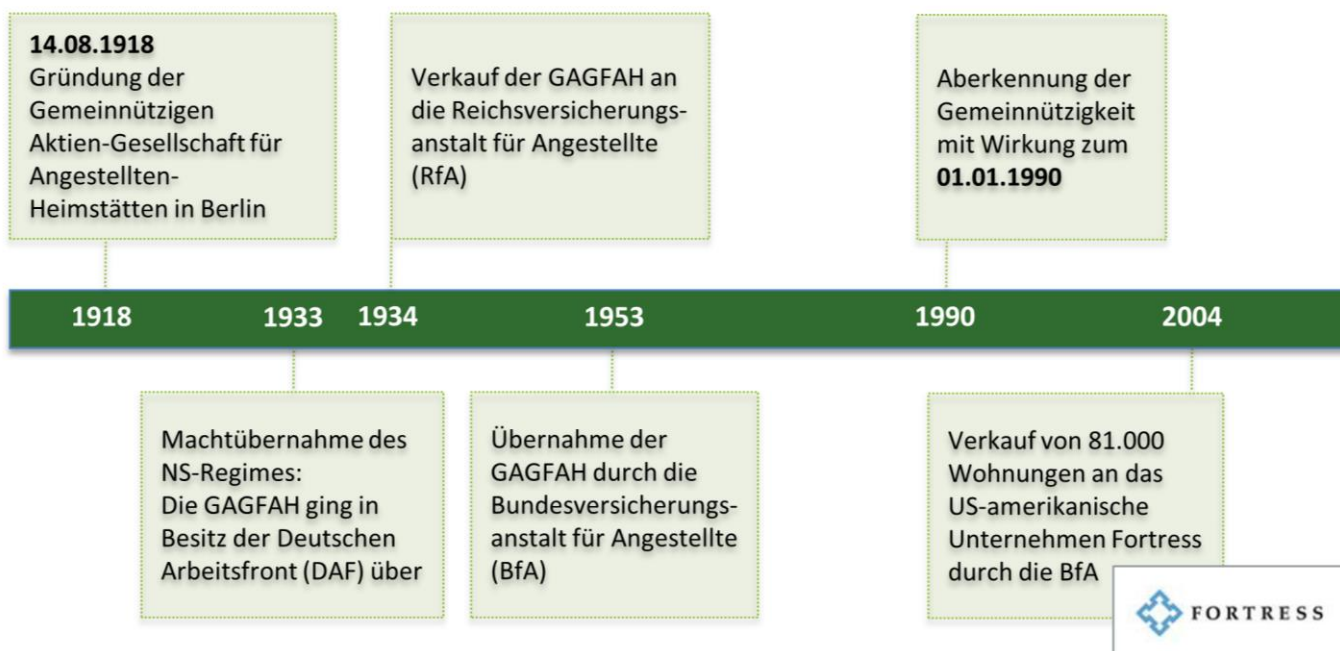 14.08.1918
Gründung der
Gemeinnützigen
Aktien-Gesellschaft für
Angestellten-
Heimstätten in Berlin
Verkauf der GAGFAH an
die Reichsversicherungs-
anstalt für Angestellte
(RfA)
Aberkennung der
Gemeinnützigkeit
mit Wirkung zum
01.01.1990
1918 1933 1934 1953 1990 2004
Machtübernahme des
NS-Regimes:
Die GAGFAH ging in
Besitz der Deutschen
Arbeitsfront (DAF) über
Übernahme der
GAGFAH durch die
Bundesversicherungs-
anstalt für Angestellte
(BfA)
Verkauf von 81.000
Wohnungen an das
US-amerikanische
Unternehmen Fortress
durch die BfA
FORTRESS